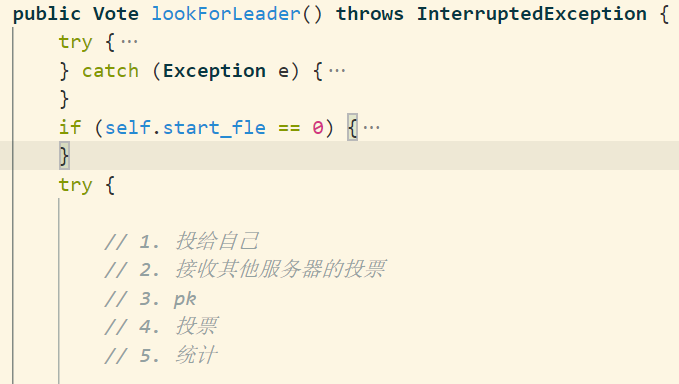 public Vote lookForLeader() throws InterruptedException {
try {···
} catch (Exception e) {···
}
if (self.start_fle == 0) {···
}
try {
// 1. 投给自己
// 2. 接收其他服务器的投票
// 3. pk
// 4. 投票
// 5. 统计